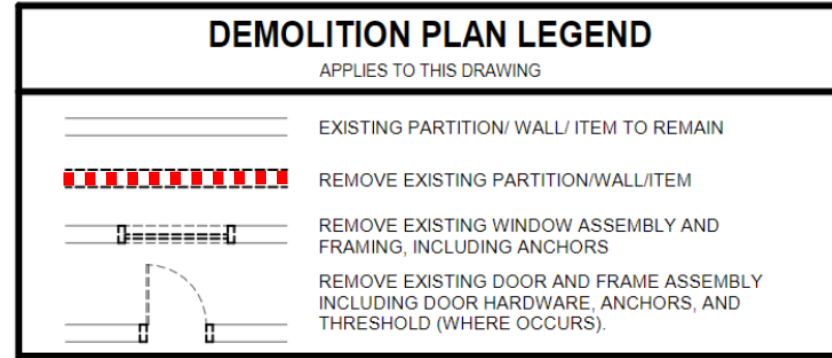 DEMOLITION PLAN LEGEND
APPLIES TO THIS DRAWING
EXISTING PARTITION/ WALL/ ITEM TO REMAIN
REMOVE EXISTING PARTITION/WALL/ITEM
REMOVE EXISTING WINDOW ASSEMBLY AND
FRAMING, INCLUDING ANCHORS
REMOVE EXISTING DOOR AND FRAME ASSEMBLY
INCLUDING DOOR HARDWARE, ANCHORS, AND
THRESHOLD (WHERE OCCURS).